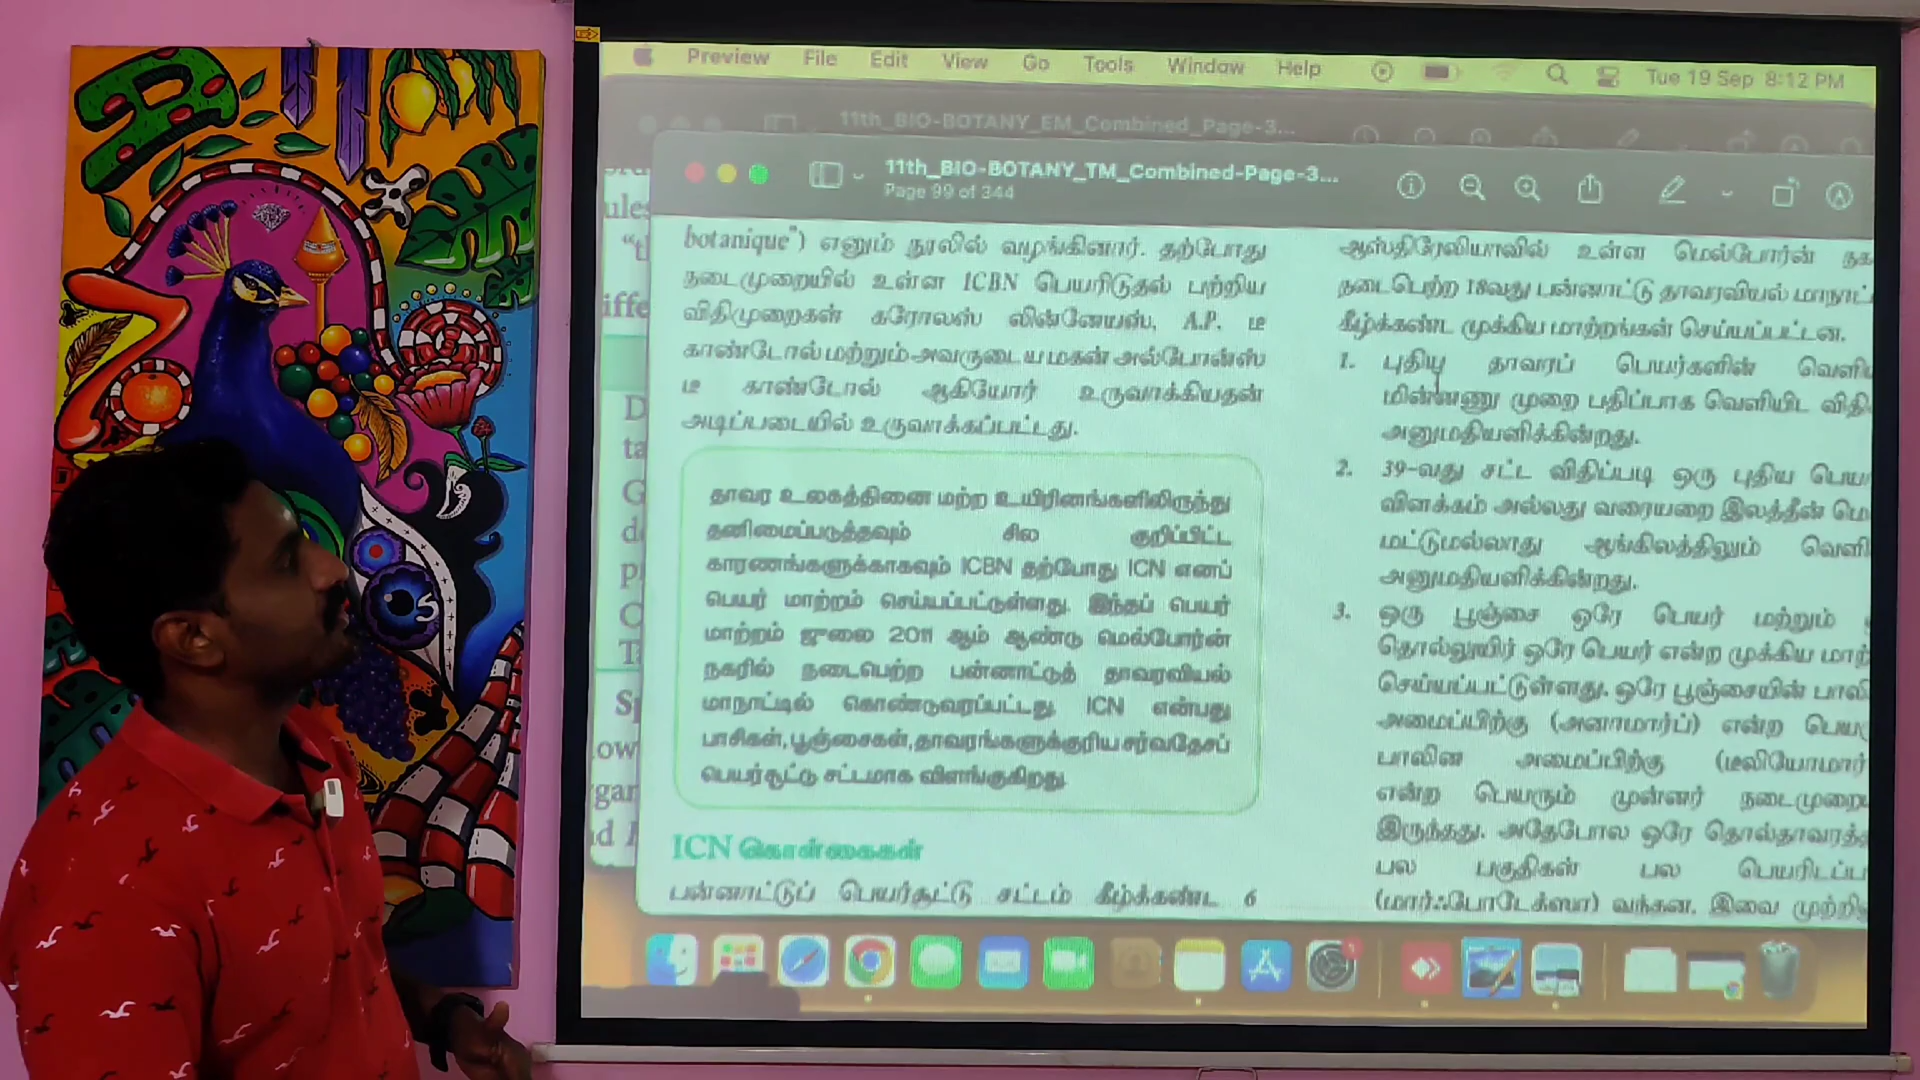 Preview File Edit View Go Tools Window Help Tue 19 Sep 8:12 PM
11th_BIO-BOTANY_EM_Combined_Page-3...
11th_BIO-BOTANY_TM_Combined-Page-3...
Page 99 of 344
botanique") எனும் நூலில் வழங்கினார். தற்போது
நடைமுறையில் உள்ள ICBN பெயரிடுதல் பற்றிய
விதிமுறைகள் கரோலஸ் லின்னேயஸ், A.P. டீ
காண்டோல் மற்றும் அவருடைய மகன் அல்போன்ஸ்
டீ காண்டோல் ஆகியோர் உருவாக்கியதன்
அடிப்படையில் உருவாக்கப்பட்டது.
தாவர உலகத்தினை மற்ற உயிரினங்களிலிருந்து
தனிமைப்படுத்தவும் சில குறிப்பிட்ட
காரணங்களுக்காகவும் ICBN தற்போது ICN எனப்
பெயர் மாற்றம் செய்யப்பட்டுள்ளது. இந்தப் பெயர்
மாற்றம் ஜுலை 2011 ஆம் ஆண்டு மெல்போர்ன்
நகரில் நடைபெற்ற பன்னாட்டுத் தாவரவியல்
மாநாட்டில் கொண்டுவரப்பட்டது. ICN என்பது
பாசிகள், பூஞ்சைகள், தாவரங்களுக்குரிய சர்வதேசப்
பெயர்சூட்டு சட்டமாக விளங்குகிறது.
ICN கொள்கைகள்
பன்னாட்டுப் பெயர்சூட்டு சட்டம் கீழ்க்கண்ட 6
ஆஸ்திரேலியாவில் உள்ள மெல்போர்ன்
நடைபெற்ற 18வது பன்னாட்டு தாவரவியல்
கீழ்க்கண்ட முக்கிய மாற்றங்கள் செய்யப்பட்டன.
1. புதிய தாவரப் பெயர்களின்
மின்னணு முறை பதிப்பாக வெளியிட
அனுமதியளிக்கின்றது.
2. 39-வது சட்ட விதிப்படி ஒரு புதிய
விளக்கம் அல்லது வரையறை இலத்தீன்
மட்டுமல்லாது ஆங்கிலத்திலும்
அனுமதியளிக்கின்றது.
3. ஒரு பூஞ்சை ஒரே பெயர் மற்றும்
தொல்லுயிர் ஒரே பெயர் என்ற முக்கிய
செய்யப்பட்டுள்ளது. ஒரே பூஞ்சையின்
அமைப்பிற்கு (அனாமார்ப்) என்ற
பாலின அமைப்பிற்கு
என்ற பெயரும் முன்னர்
இருந்தது. அதேபோல ஒரே
பல பகுதிகள் பல
(மார்ஃபோடேக்ஸா) வந்தன. இவை